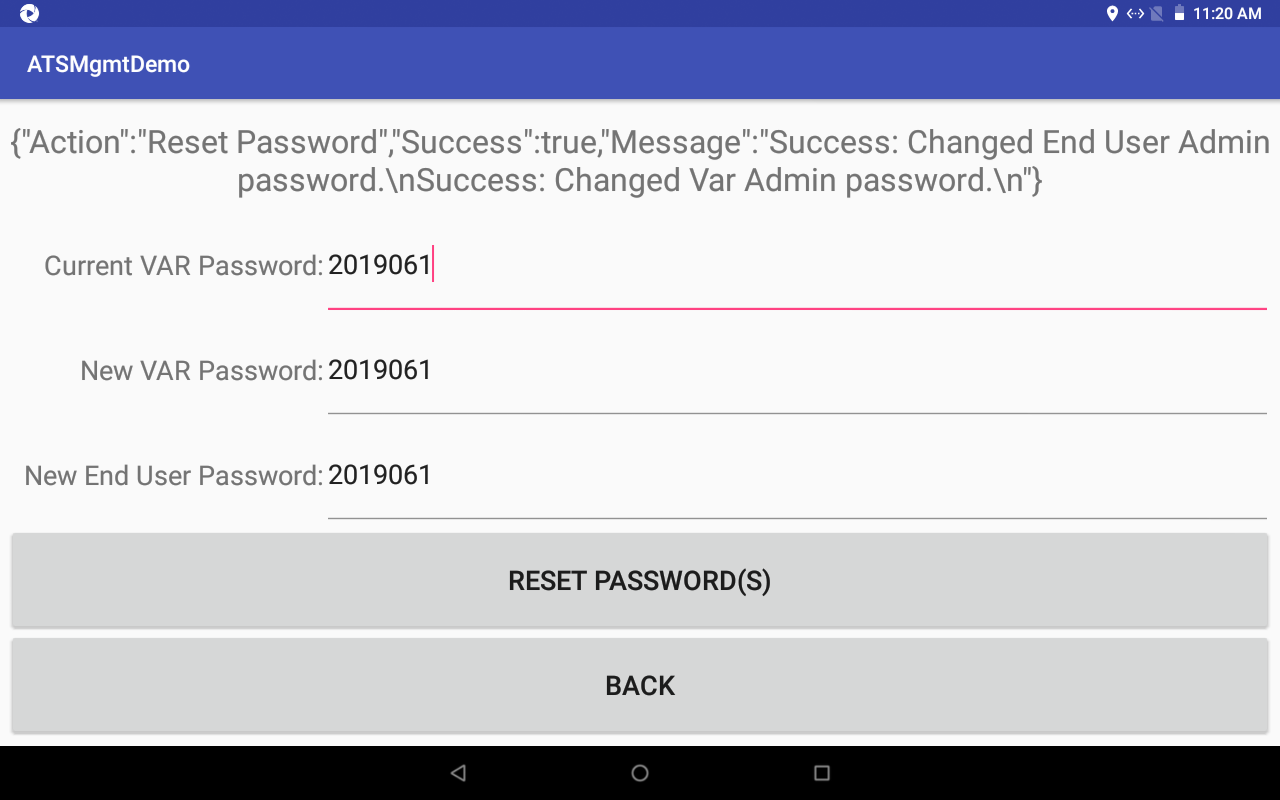 11:20 AM
ATSMgmtDemo
{"Action":"Reset Password","Success":true,"Message":"Success: Changed End User Admin
password.\nSuccess: Changed Var Admin password.\n"}
Current VAR Password: 2019061
New VAR Password: 2019061
New End User Password: 2019061
RESET PASSWORD(S)
BACK